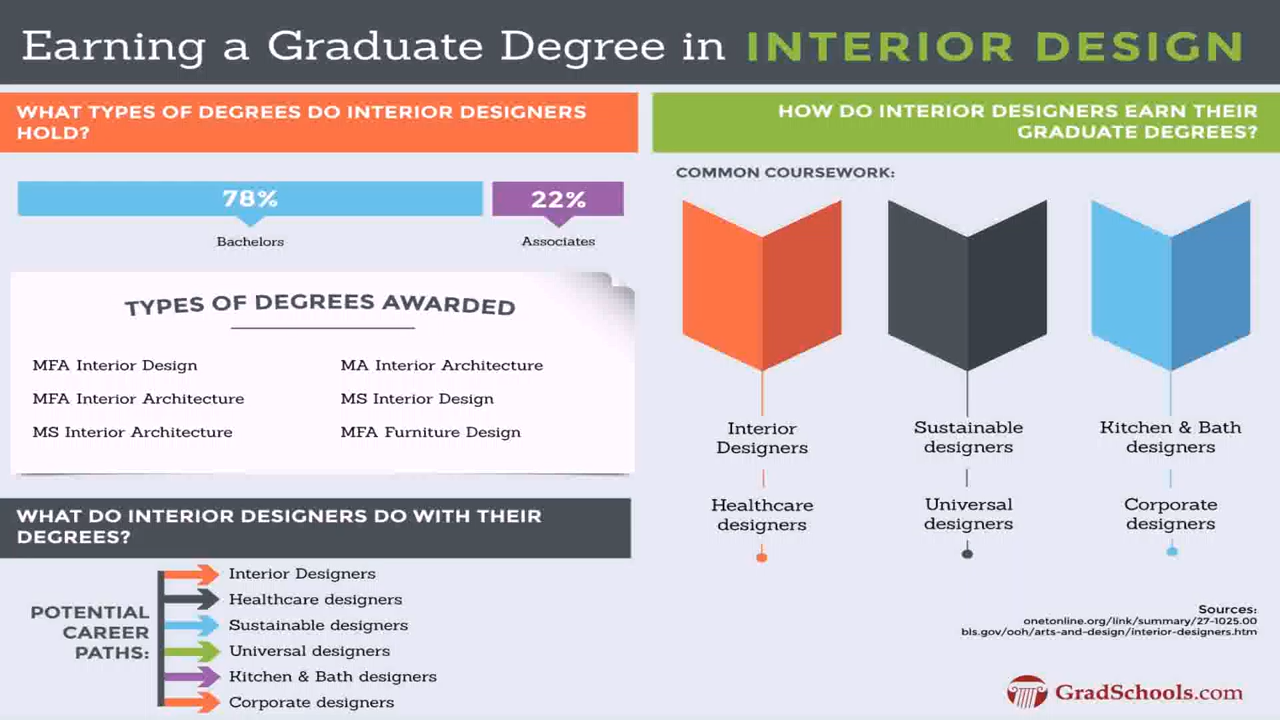 Earning a Graduate Degree in INTERIOR DESIGN
WHAT TYPES OF DEGREES DO INTERIOR DESIGNERS
HOLD?
78%
22%
Bachelors
Associates
TYPES OF DEGREES AWARDED
MFA Interior Design
MFA Interior Architecture
MS Interior Architecture
MA Interior Architecture
MS Interior Design
MFA Furniture Design
WHAT DO INTERIOR DESIGNERS DO WITH THEIR
DEGREES?
POTENTIAL
CAREER
PATHS:
Interior Designers
Healthcare designers
Sustainable designers
Universal designers
Kitchen & Bath designers
Corporate designers
HOW DO INTERIOR DESIGNERS EARN THEIR
GRADUATE DEGREES?
COMMON COURSEWORK:
Interior
Designers
Healthcare
designers
Sustainable
designers
Universal
designers
Kitchen & Bath
designers
Corporate
designers
Sources:
onetonline.org/link/summary/27-1025.00
bls.gov/ooh/arts-and-design/interior-designers.htm
GradSchools.com